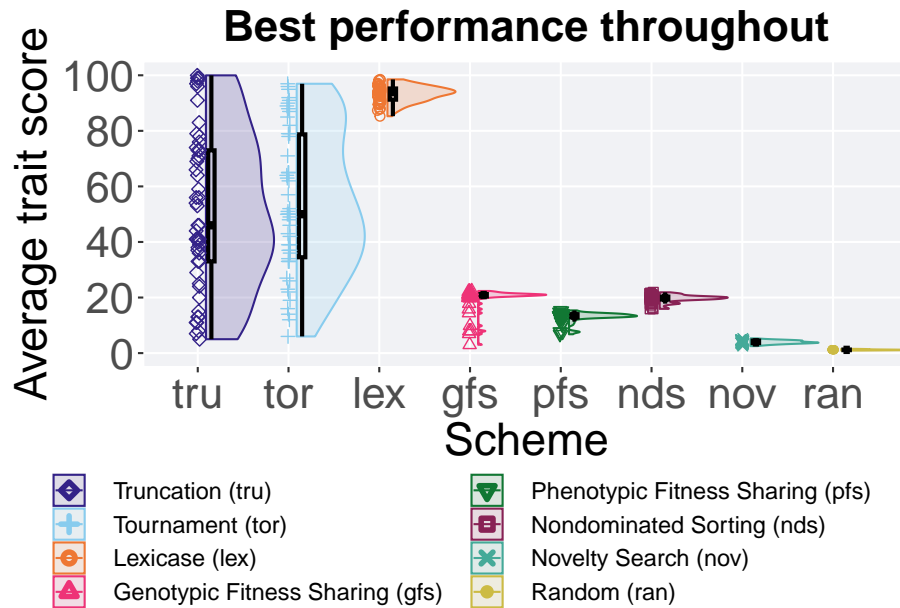 Best performance throughout
Average trait score
100
80
60
40
20
0
tru tor lex gfs pfs nds nov ran
Scheme
Truncation (tru)
Tournament (tor)
Lexicase (lex)
Genotypic Fitness Sharing (gfs)
Phenotypic Fitness Sharing (pfs)
Nondominated Sorting (nds)
Novelty Search (nov)
Random (ran)